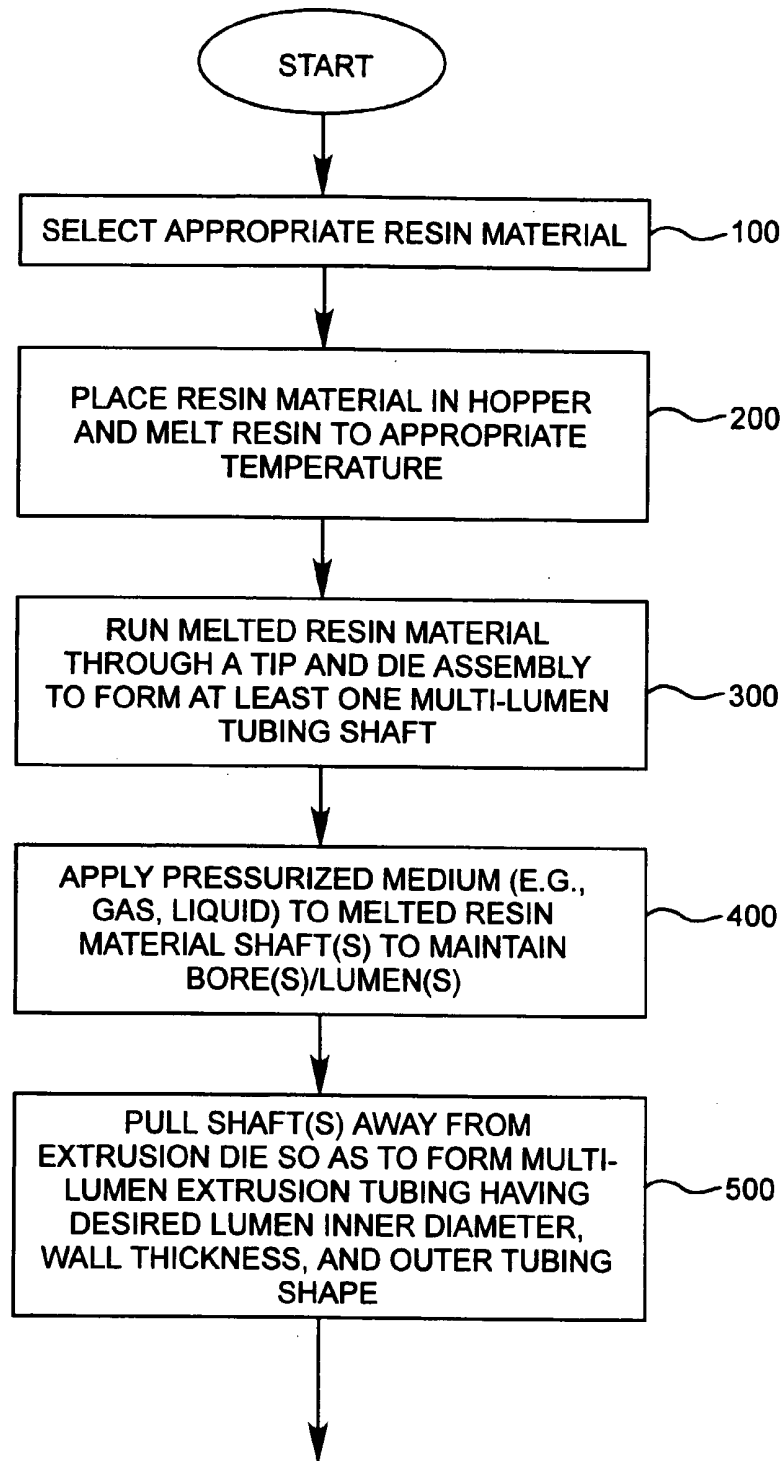 START
SELECT APPROPRIATE RESIN MATERIAL
100
PLACE RESIN MATERIAL IN HOPPER
AND MELT RESIN TO APPROPRIATE
TEMPERATURE
200
RUN MELTED RESIN MATERIAL
THROUGH A TIP AND DIE ASSEMBLY
TO FORM AT LEAST ONE MULTI-LUMEN
TUBING SHAFT
300
APPLY PRESSURIZED MEDIUM (E.G.,
GAS, LIQUID) TO MELTED RESIN
MATERIAL SHAFT(S) TO MAINTAIN
BORE(S)/LUMEN(S)
400
PULL SHAFT(S) AWAY FROM
EXTRUSION DIE SO AS TO FORM MULTI-
LUMEN EXTRUSION TUBING HAVING
DESIRED LUMEN INNER DIAMETER,
WALL THICKNESS, AND OUTER TUBING
SHAPE
500